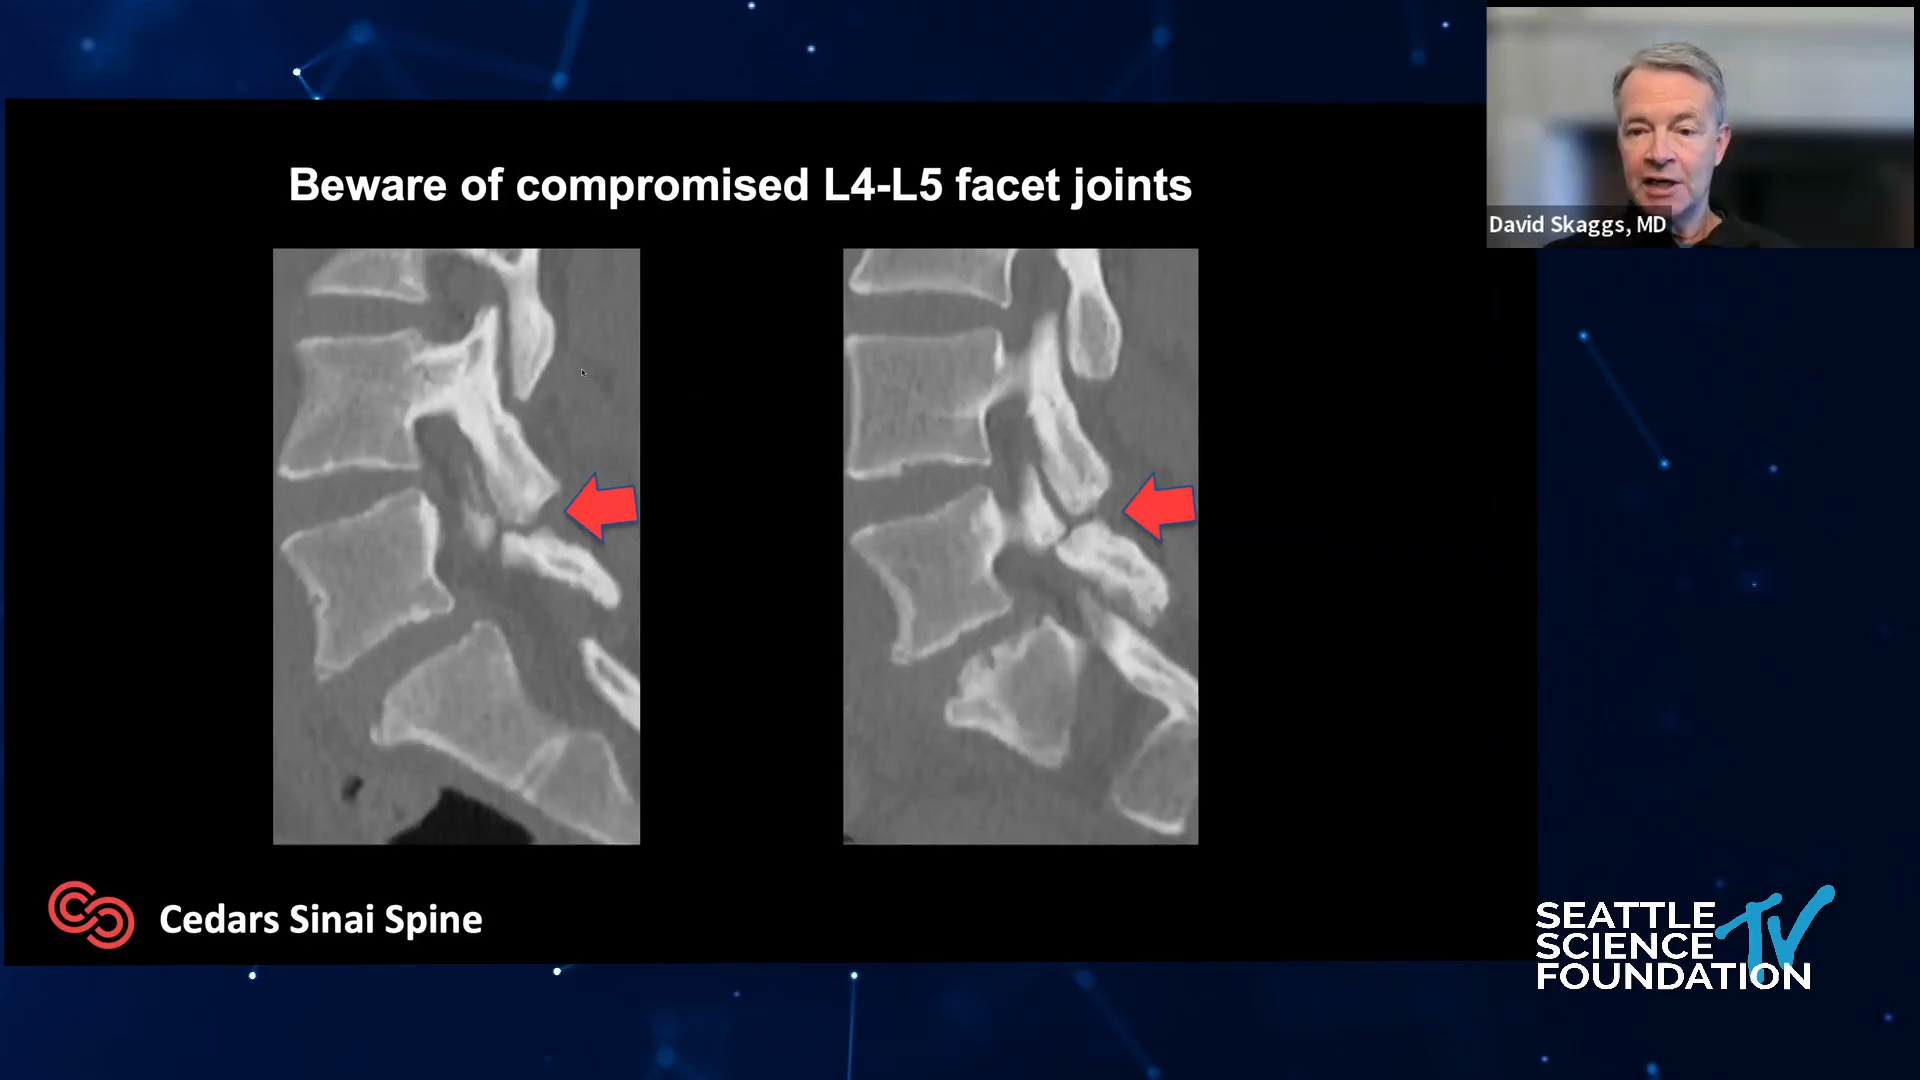 Beware of compromised L4-L5 facet joints
David Skaggs, MD
Cedars Sinai Spine
SEATTLE
SCIENCE
FOUNDATION
TV